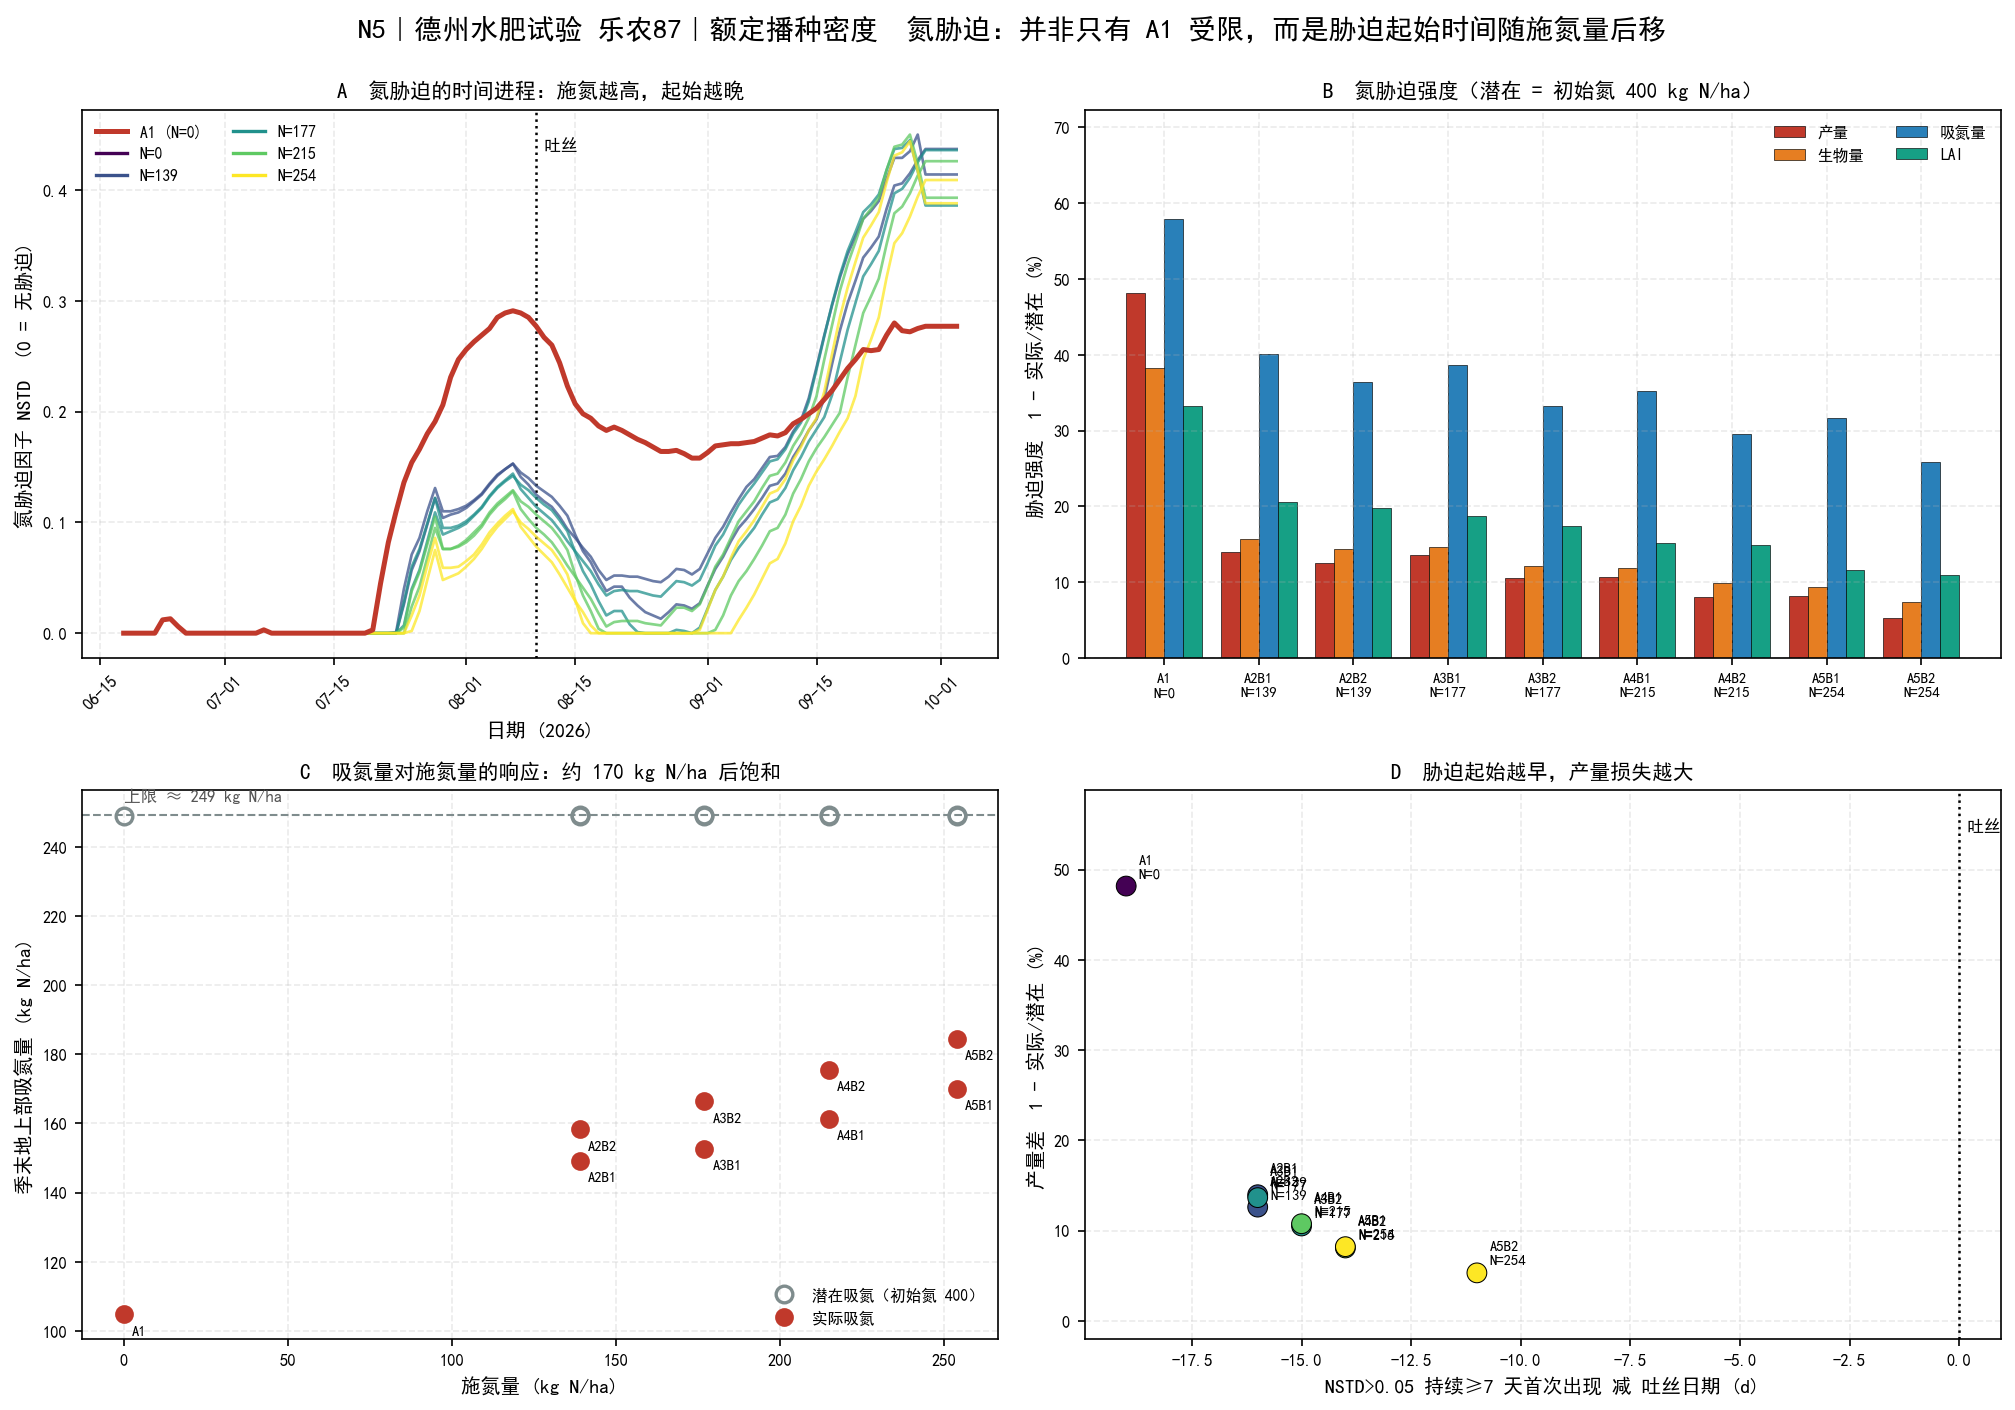 N5｜德州水肥试验 乐农87｜额定播种密度  氮胁迫：并非只有 A1 受限，而是胁迫起始时间随施氮量后移
A  氮胁迫的时间进程：施氮越高，起始越晚
A1 (N=0)
N=0
N=139
N=177
N=215
N=254
吐丝
氮胁迫因子 NSTD (0 = 无胁迫)
0.4
0.3
0.2
0.1
0.0
06-15
07-01
07-15
08-01
08-15
09-01
09-15
10-01
日期 (2026)
B  氮胁迫强度（潜在 = 初始氮 400 kg N/ha）
产量
生物量
吸氮量
LAI
胁迫强度  1 - 实际/潜在 (%)
70
60
50
40
30
20
10
0
A1
N=0
A2B1
N=139
A2B2
N=139
A3B1
N=177
A3B2
N=177
A4B1
N=215
A4B2
N=215
A5B1
N=254
A5B2
N=254
C  吸氮量对施氮量的响应：约 170 kg N/ha 后饱和
上限 ≈ 249 kg N/ha
季末地上部吸氮量 (kg N/ha)
240
220
200
180
160
140
120
100
A5B2
A4B2
A5B1
A3B2
A4B1
A2B2
A3B1
A2B1
A1
潜在吸氮（初始氮 400）
实际吸氮
0
50
100
150
200
250
施氮量 (kg N/ha)
D  胁迫起始越早，产量损失越大
吐丝
产量差  1 - 实际/潜在 (%)
50
40
30
20
10
0
A1
N=0
A2B1
N=139
A5B2
N=254
-17.5
-15.0
-12.5
-10.0
-7.5
-5.0
-2.5
0.0
NSTD>0.05 持续≥7 天首次出现 减 吐丝日期 (d)